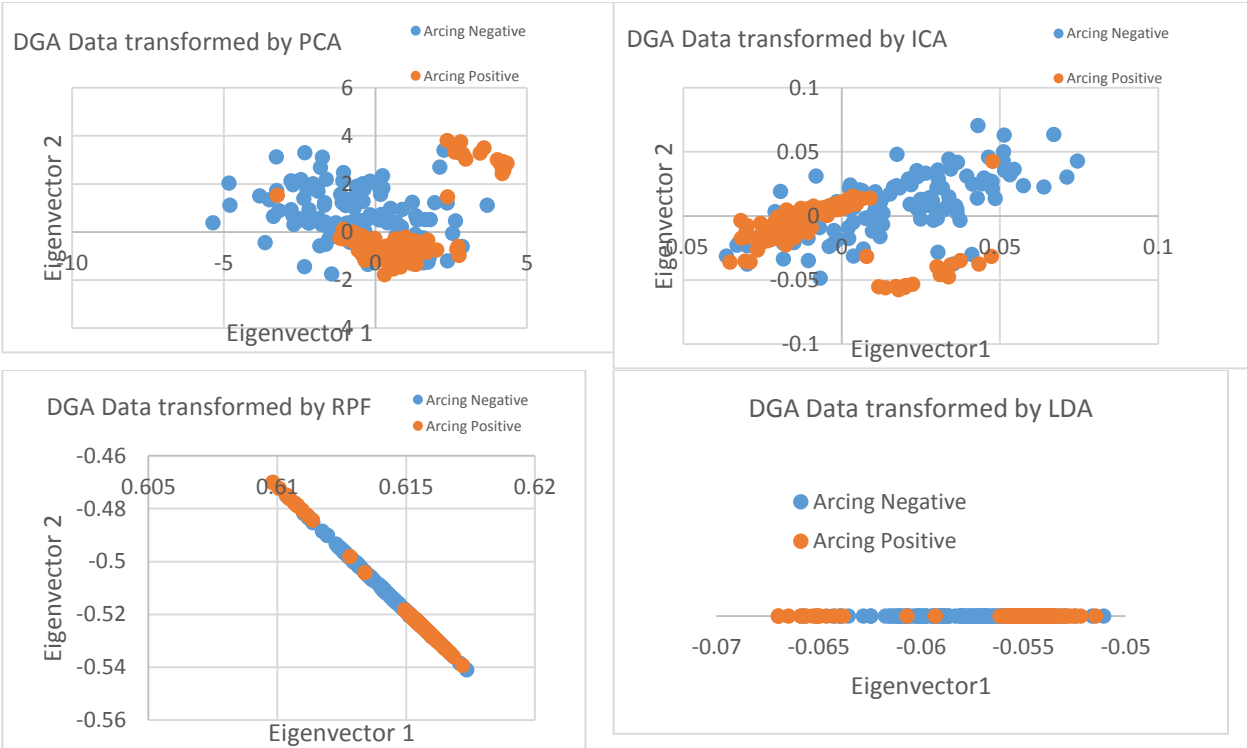 DGA Data transformed by PCA
Arcing Negative
Arcing Positive
6
4
2
0
-2
-4
-10
-5
0
5
Eigenvector 2
Eigenvector 1
DGA Data transformed by ICA
Arcing Negative
Arcing Positive
0.1
0.05
0
-0.05
-0.1
-0.05
0
0.05
0.1
Eigenvector 2
Eigenvector1
DGA Data transformed by RPF
Arcing Negative
Arcing Positive
-0.46
-0.48
-0.5
-0.52
-0.54
-0.56
0.605
0.61
0.615
0.62
Eigenvector 2
Eigenvector 1
DGA Data transformed by LDA
Arcing Negative
Arcing Positive
-0.07
-0.065
-0.06
-0.055
-0.05
Eigenvector1